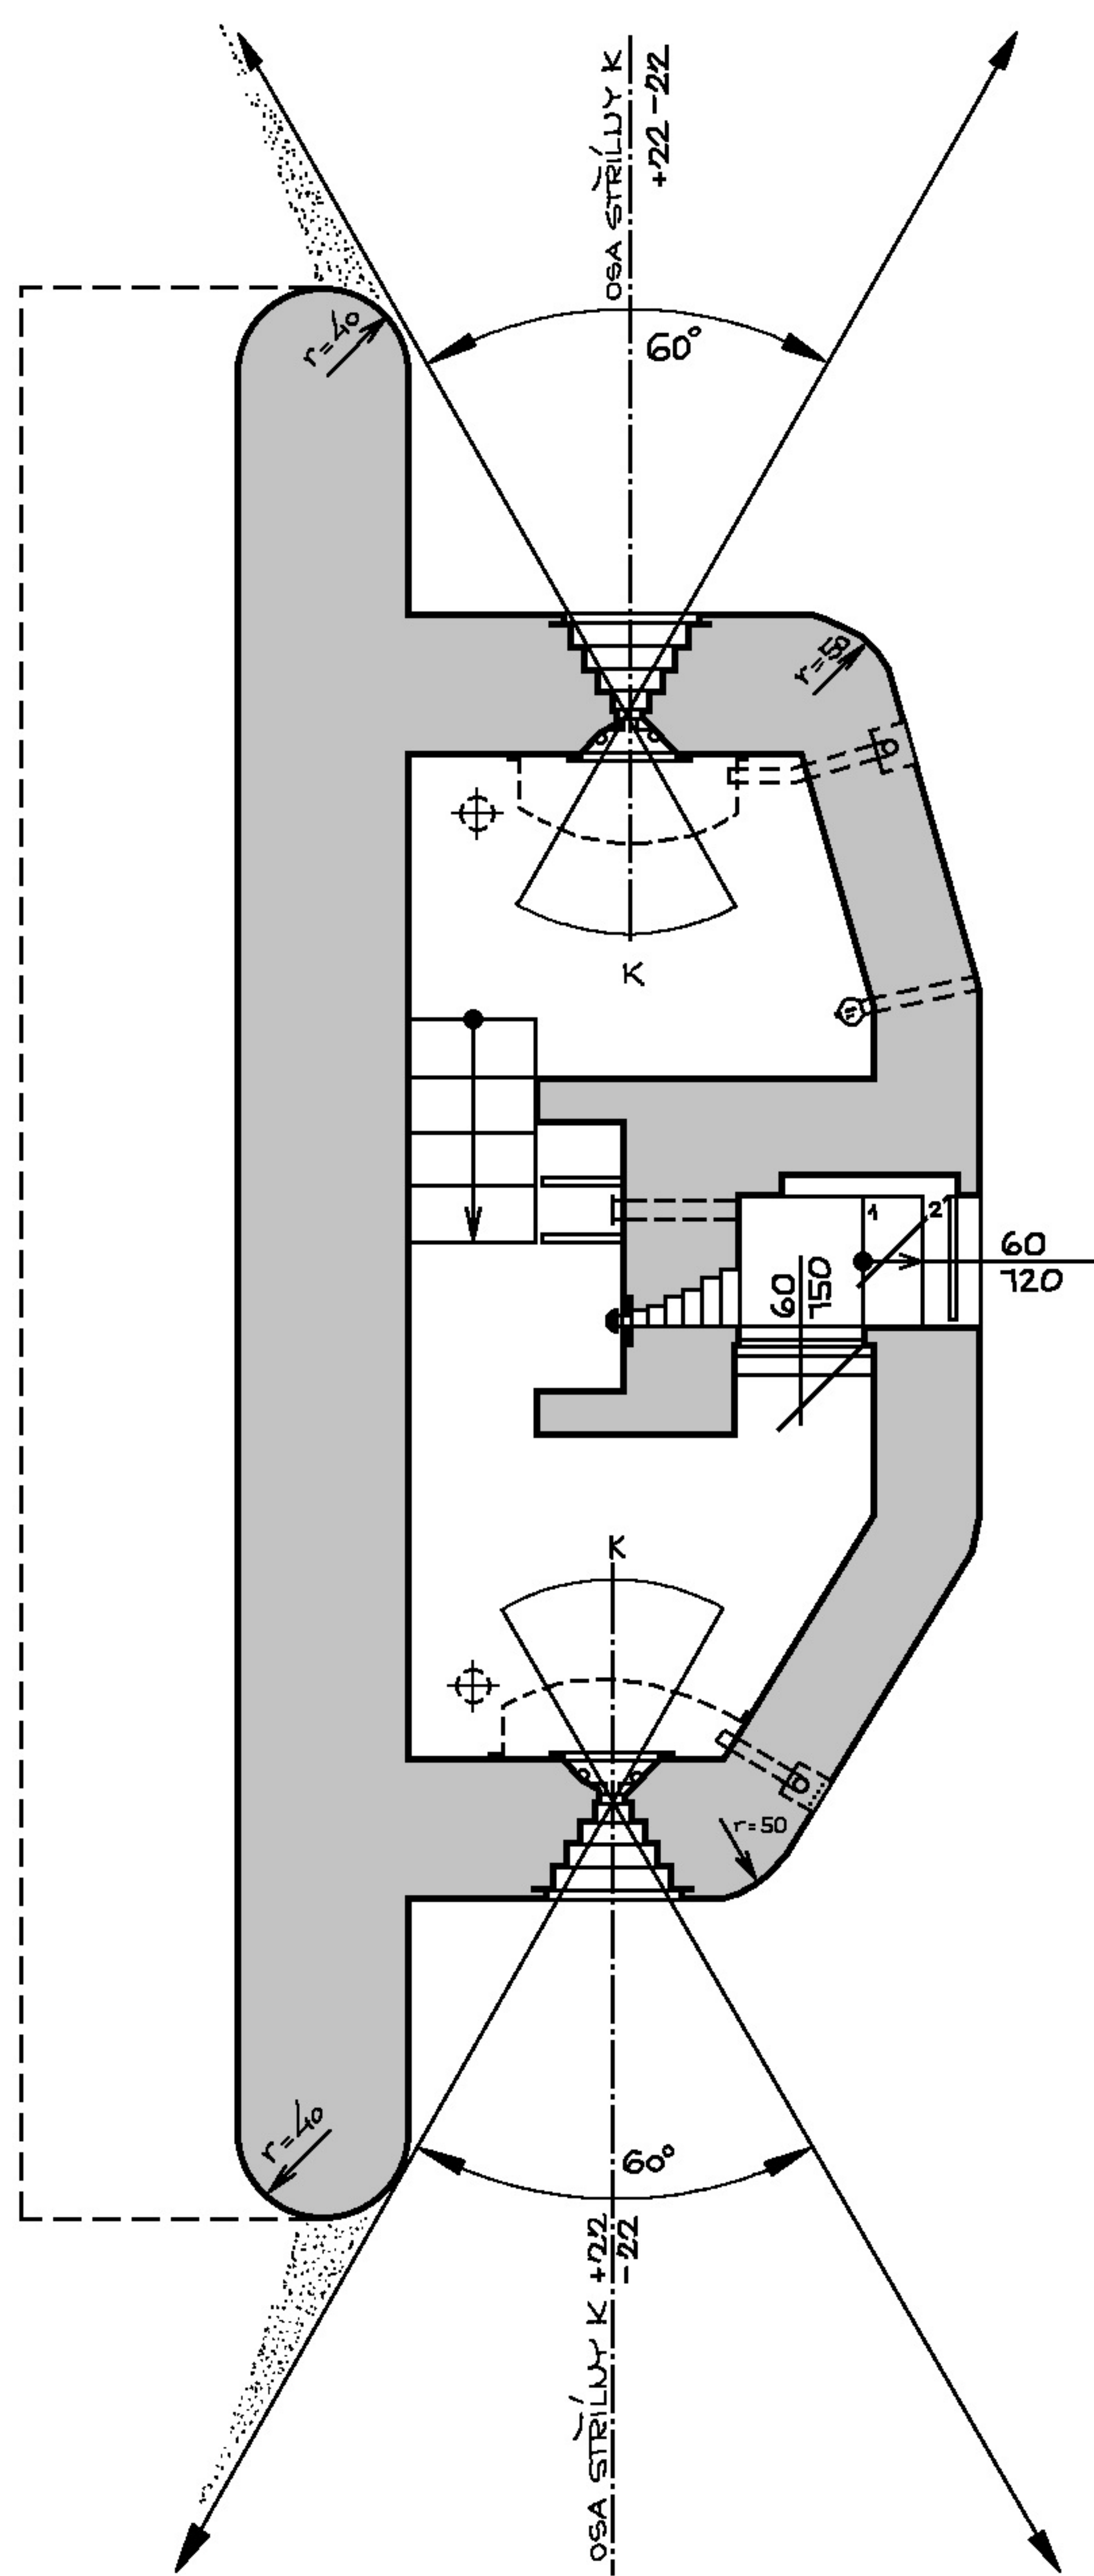 OSA STŘÍLNY K
+22 -22
60°
r=40
r=50
K
1
2
60
120
60
150
K
r=50
r=40
60°
OSA STŘÍLNY K +22
-22